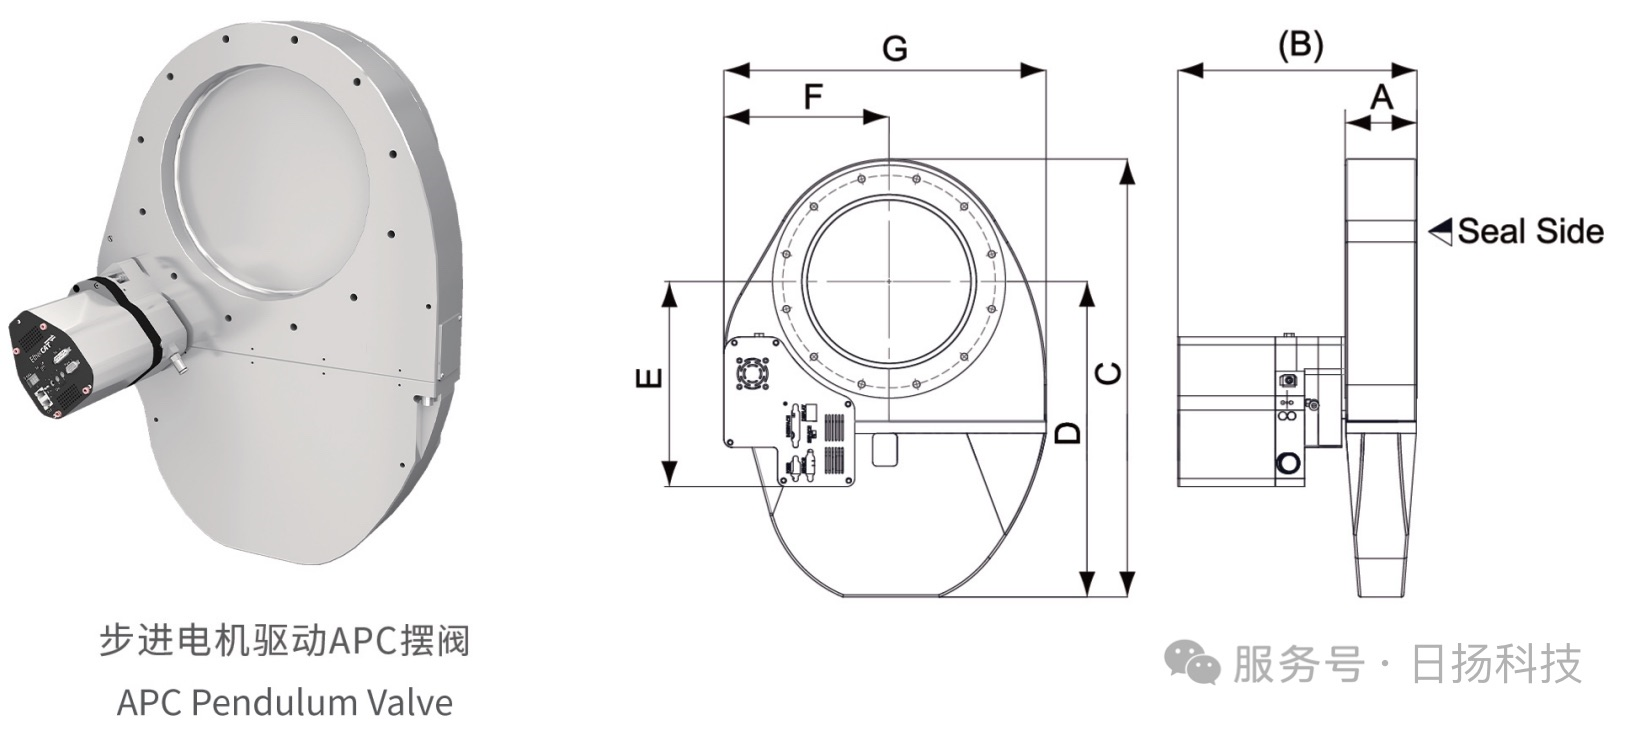 G
F
(B)
A
Seal Side
E
C
D
EtherCAT
步进电机驱动APC摆阀
APC Pendulum Valve
服务号 · 日扬科技